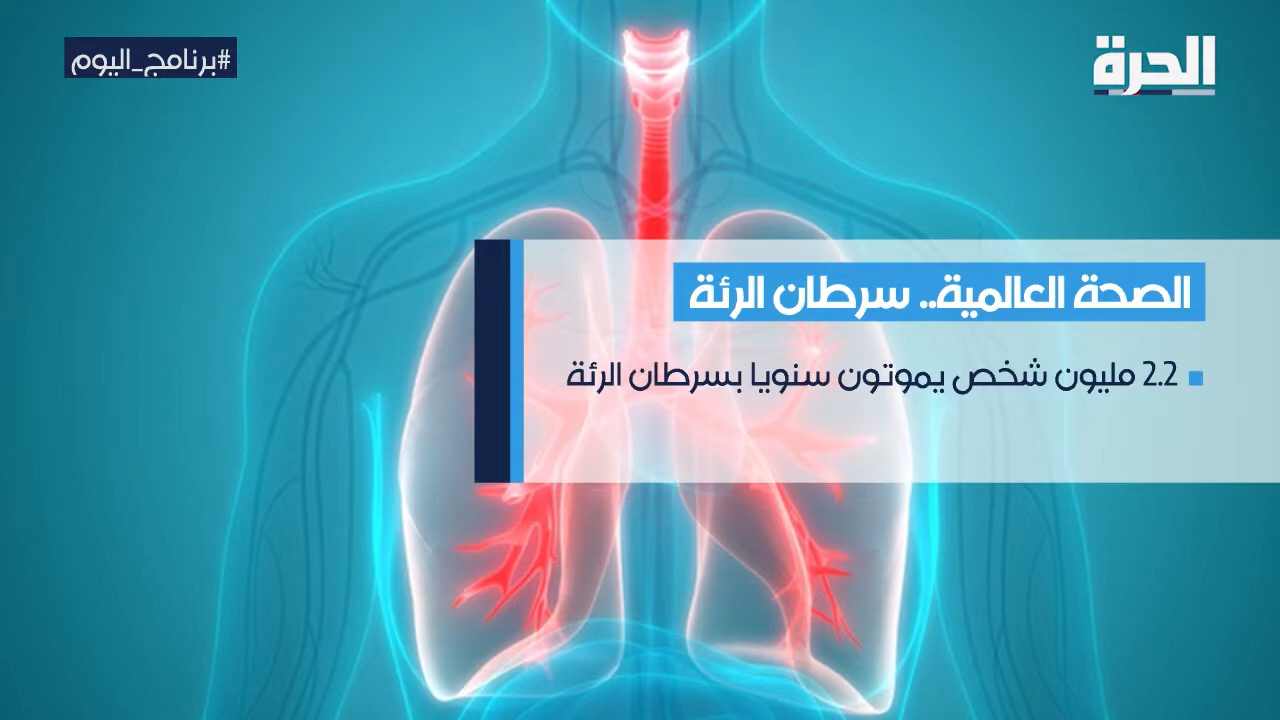 #برنامج_اليوم
الحرة
الصحة العالمية.. سرطان الرئة
2.2 مليون شخص يموتون سنويا بسرطان الرئة